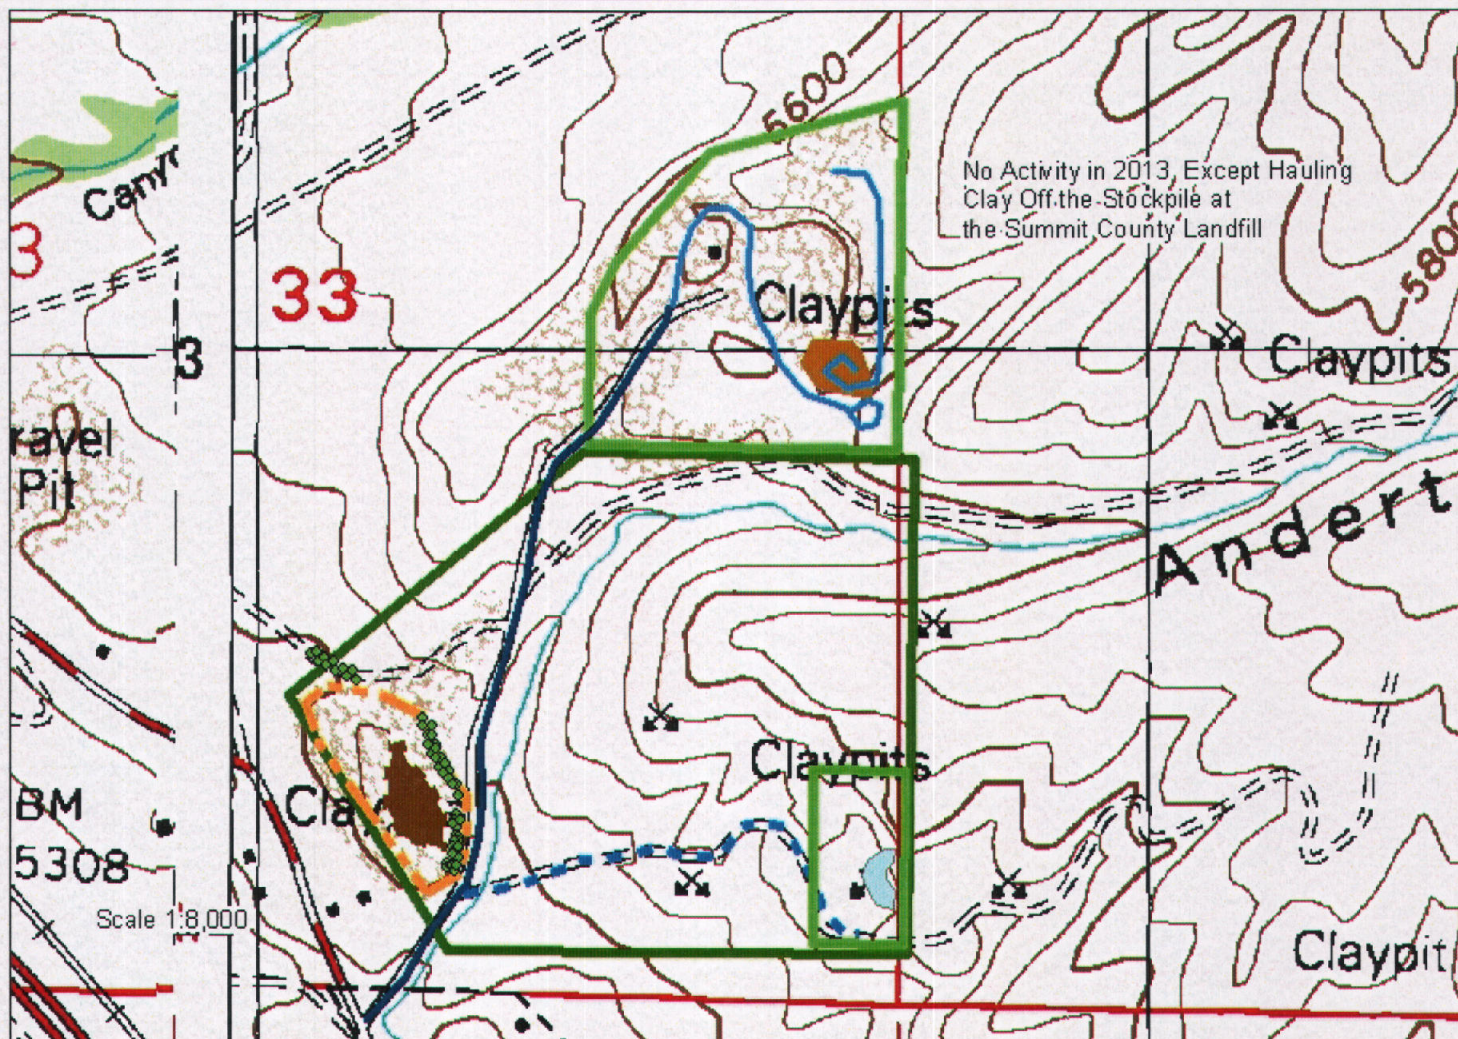 5600
No Activity in 2013, Except Hauling
Clay Off the Stockpile at
the Summit County Landfill
3
33
5800
Claypits
3
Claypits
ravel
Pit
Andert
Claypits
BM
5308
Cla
Scale 1:8,000
Claypit